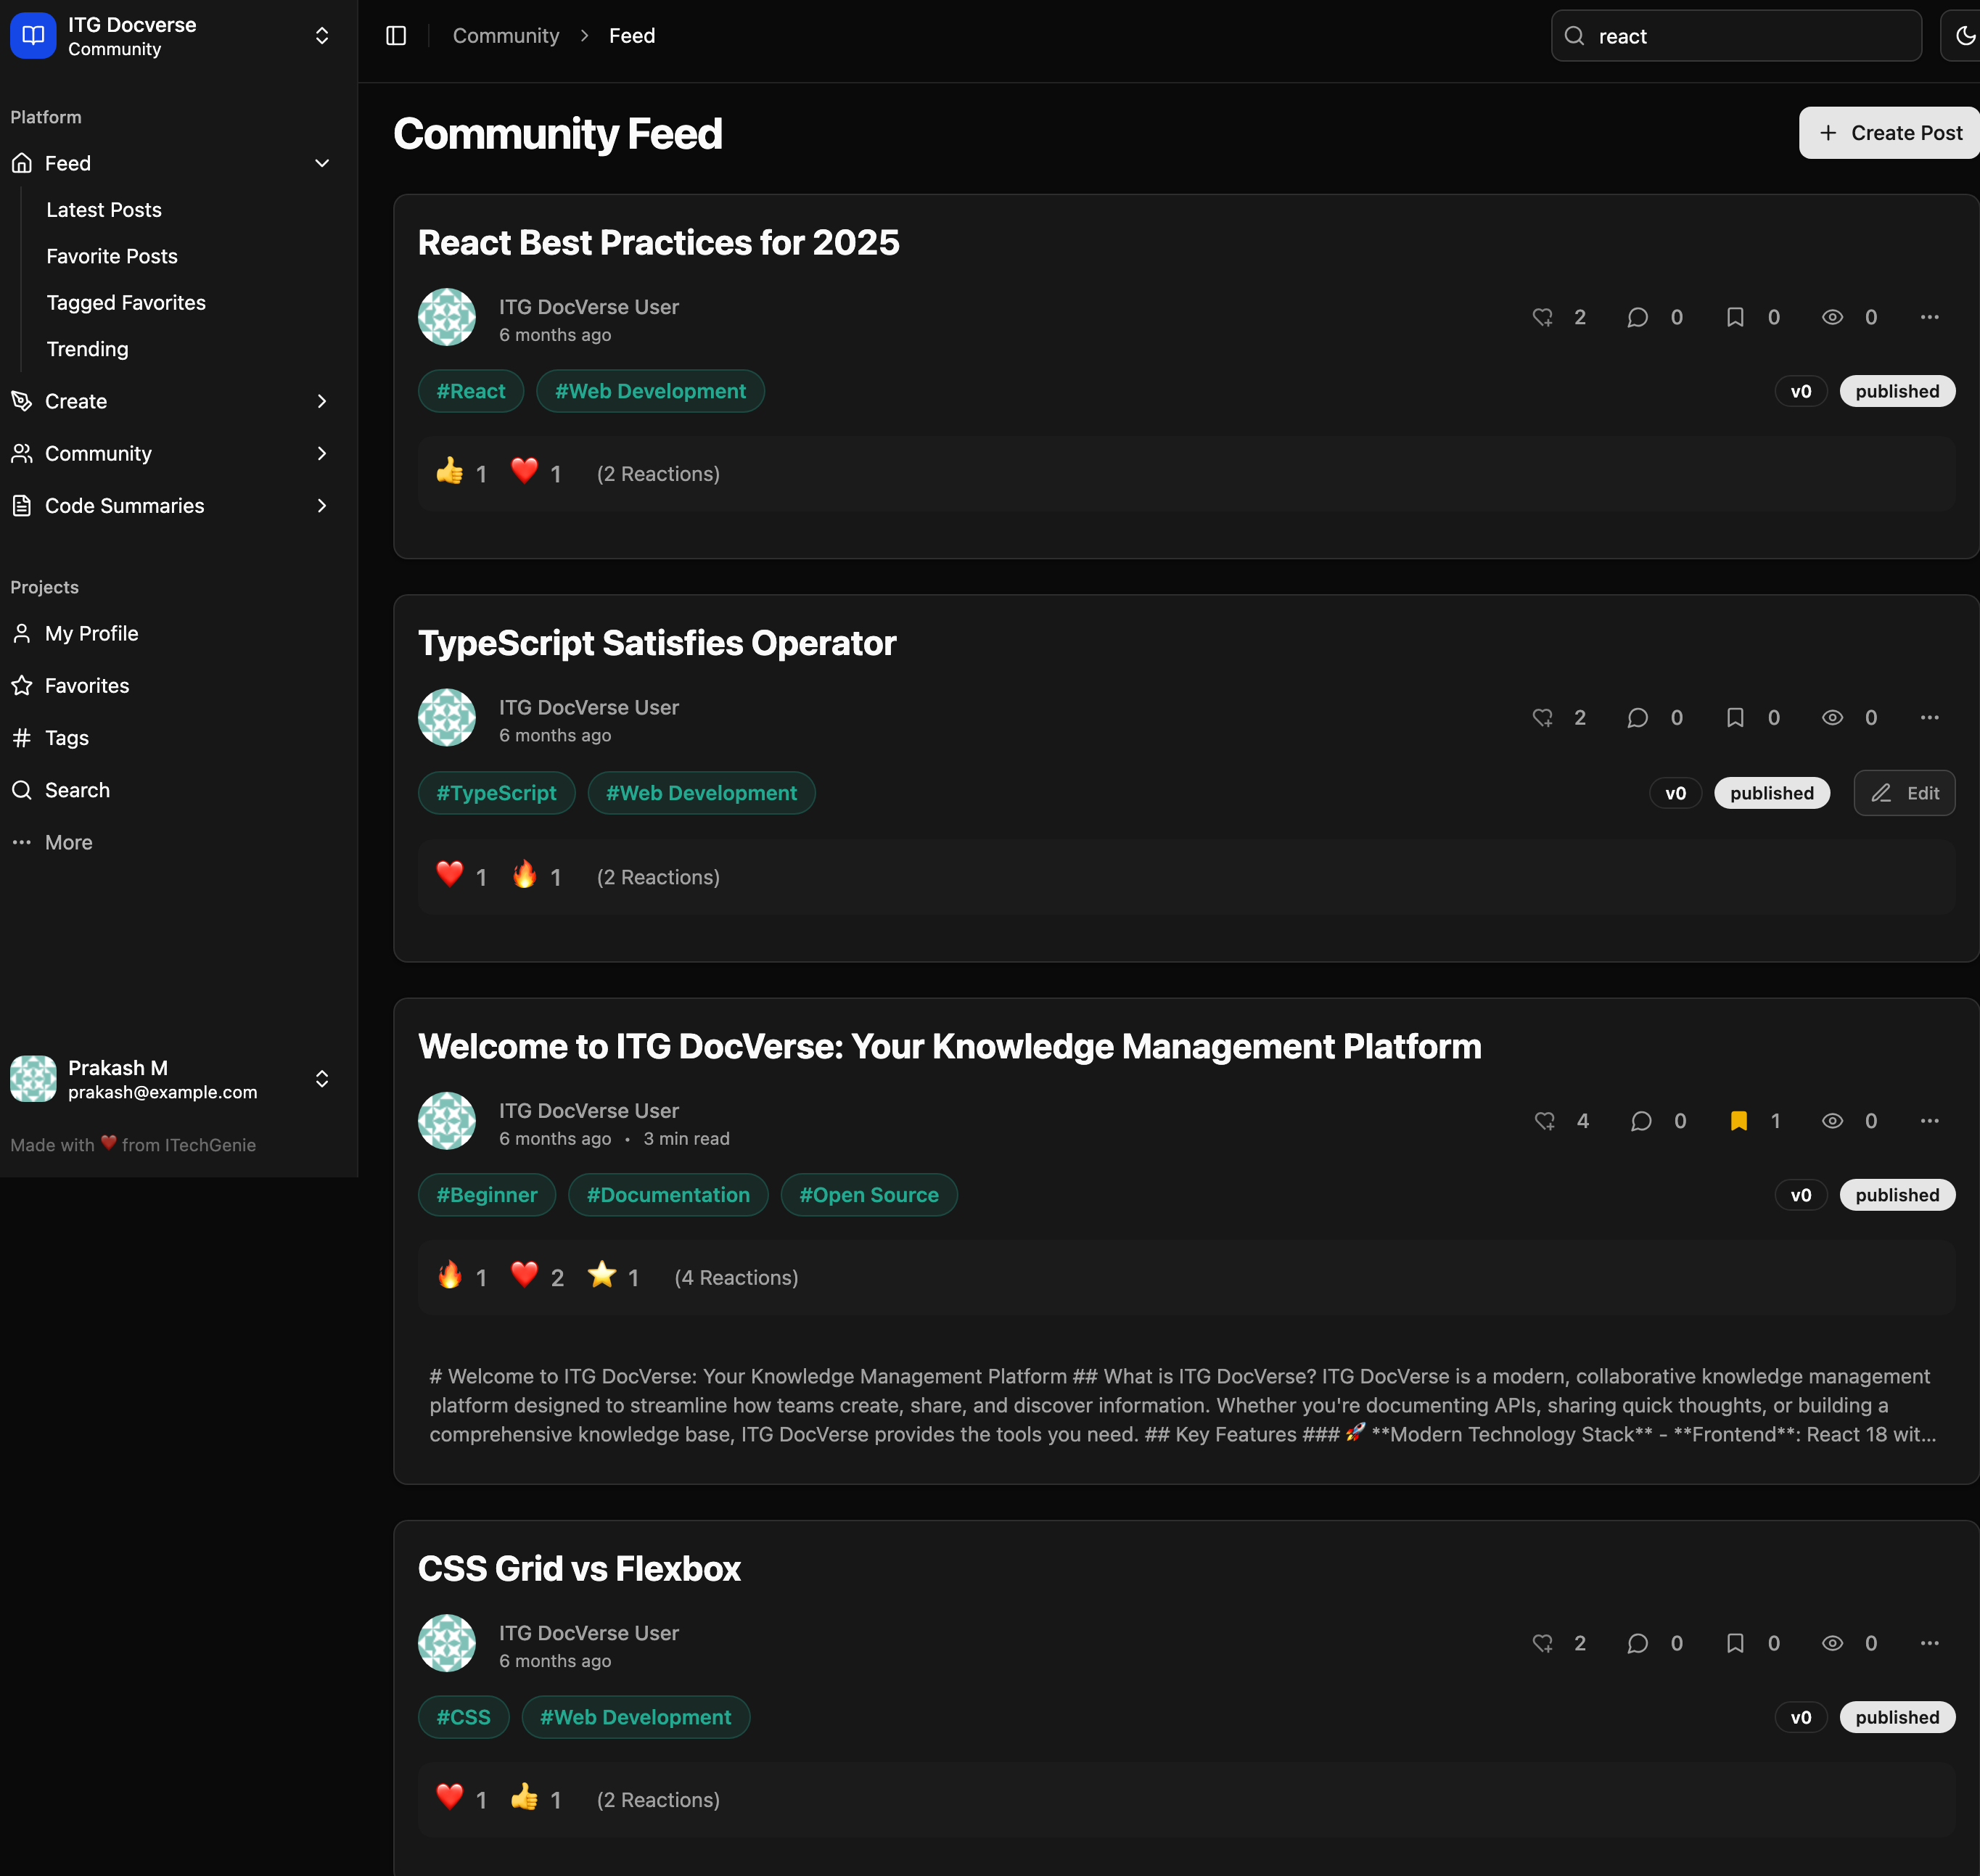 ITG Docverse
Community
Platform
Feed
Latest Posts
Favorite Posts
Tagged Favorites
Trending
Create
Community
Code Summaries
Projects
My Profile
Favorites
Tags
Search
More
Prakash M
prakash@example.com
Made with ❤️ from ITechGenie
Community > Feed
react
Community Feed
+ Create Post
React Best Practices for 2025
ITG DocVerse User
6 months ago
2 0 0 0
#React #Web Development
v0 published
👍 1 ❤️ 1 (2 Reactions)
TypeScript Satisfies Operator
ITG DocVerse User
6 months ago
2 0 0 0
#TypeScript #Web Development
v0 published Edit
❤️ 1 🔥 1 (2 Reactions)
Welcome to ITG DocVerse: Your Knowledge Management Platform
ITG DocVerse User
6 months ago • 3 min read
4 0 1 0
#Beginner #Documentation #Open Source
v0 published
🔥 1 ❤️ 2 ⭐ 1 (4 Reactions)
# Welcome to ITG DocVerse: Your Knowledge Management Platform ## What is ITG DocVerse? ITG DocVerse is a modern, collaborative knowledge management
platform designed to streamline how teams create, share, and discover information. Whether you're documenting APIs, sharing quick thoughts, or building a
comprehensive knowledge base, ITG DocVerse provides the tools you need. ## Key Features ### 🚀 **Modern Technology Stack** - **Frontend**: React 18 wit...
CSS Grid vs Flexbox
ITG DocVerse User
6 months ago
2 0 0 0
#CSS #Web Development
v0 published
❤️ 1 👍 1 (2 Reactions)